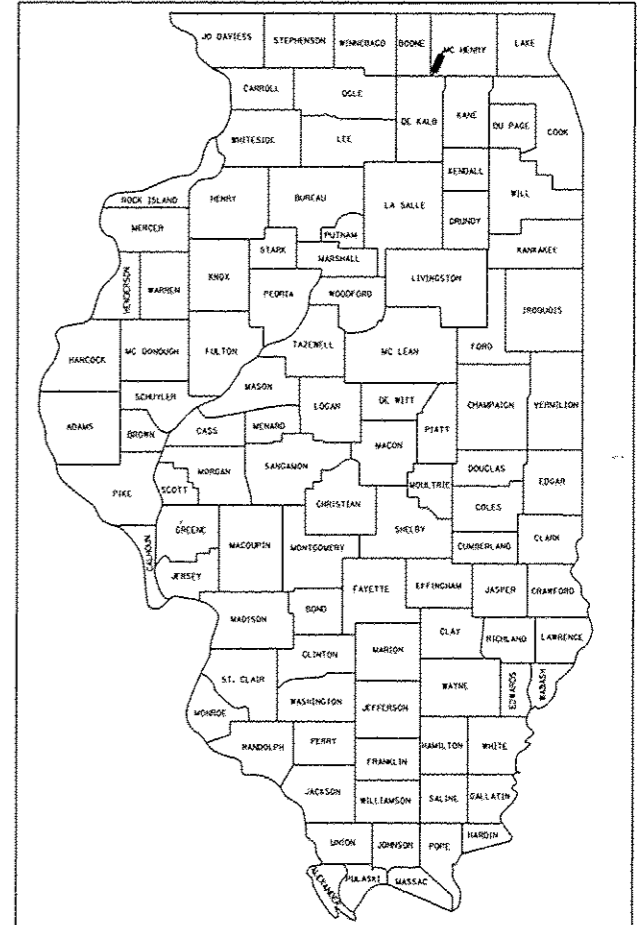 JO DAVIESS STEPHENSON WINNEBAGO BOONE MC HENRY LAKE
CARROLL OGLE
DE KALB KANE DU PAGE COOK
WHITESIDE LEE
KENDALL
ROCK ISLAND HENRY BUREAU LA SALLE WILL
MERCER PUTNAM GRUNDY
STARK MARSHALL KANKAKEE
HENDERSON WARREN KNOX PEORIA WOODFORD LIVINGSTON
IROQUOIS
HANCOCK MC DONOUGH FULTON TAZEWELL MC LEAN FORD
MASON
SCHUYLER LOGAN DE WITT CHAMPAIGN VERMILION
ADAMS BROWN CASS MENARD MACON PIATT
MORGAN SANGAMON DOUGLAS EDGAR
PIKE SCOTT MOULTRIE
CHRISTIAN COLES
GREENE SHELBY
CALHOUN MACOUPIN MONTGOMERY CUMBERLAND CLARK
JERSEY
FAYETTE EFFINGHAM JASPER CRAWFORD
MADISON BOND
CLAY RICHLAND LAWRENCE
CLINTON MARION
ST. CLAIR WAYNE EDWARDS WABASH
MONROE WASHINGTON JEFFERSON
RANDOLPH PERRY HAMILTON WHITE
FRANKLIN
JACKSON WILLIAMSON SALINE GALLATIN
UNION JOHNSON POPE HARDIN
ALEXANDER PULASKI MASSAC